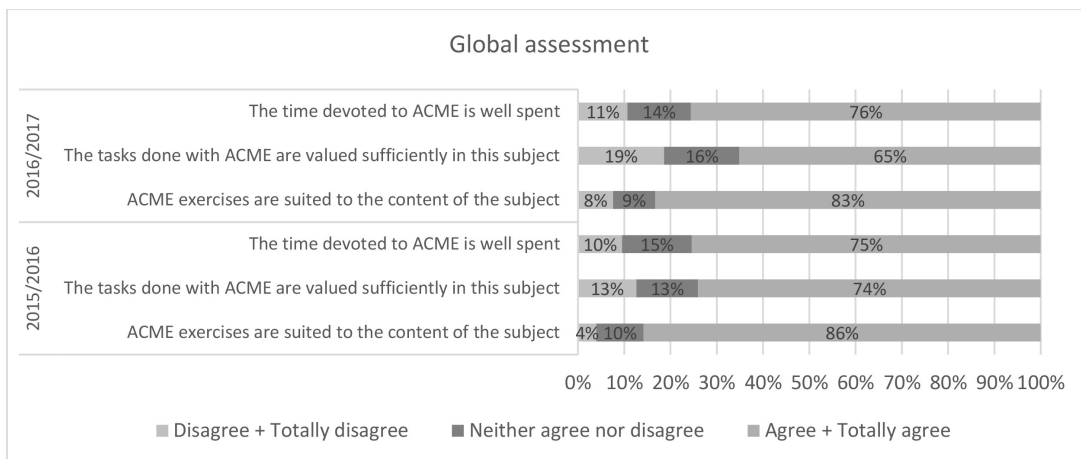 Global assessment
2016/2017
The time devoted to ACME is well spent 11% 14% 76%
The tasks done with ACME are valued sufficiently in this subject 19% 16% 65%
ACME exercises are suited to the content of the subject 8% 9% 83%
2015/2016
The time devoted to ACME is well spent 10% 15% 75%
The tasks done with ACME are valued sufficiently in this subject 13% 13% 74%
ACME exercises are suited to the content of the subject 4% 10% 86%
0% 10% 20% 30% 40% 50% 60% 70% 80% 90% 100%
Disagree + Totally disagree Neither agree nor disagree Agree + Totally agree